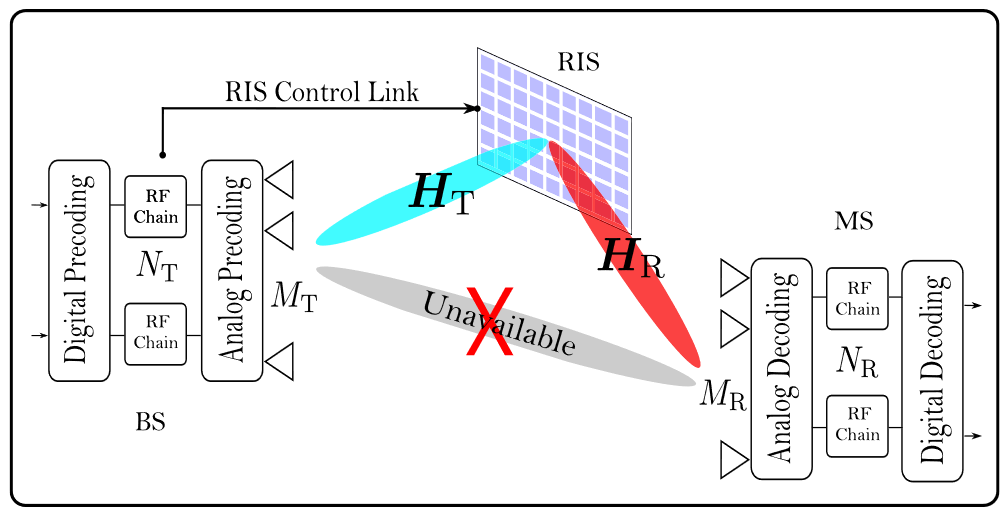 RIS
RIS Control Link
Digital Precoding
RF
Chain
N_T
RF
Chain
Analog Precoding
M_T
BS
H_T
H_R
Unavailable
X
MS
M_R
Analog Decoding
RF
Chain
N_R
RF
Chain
Digital Decoding